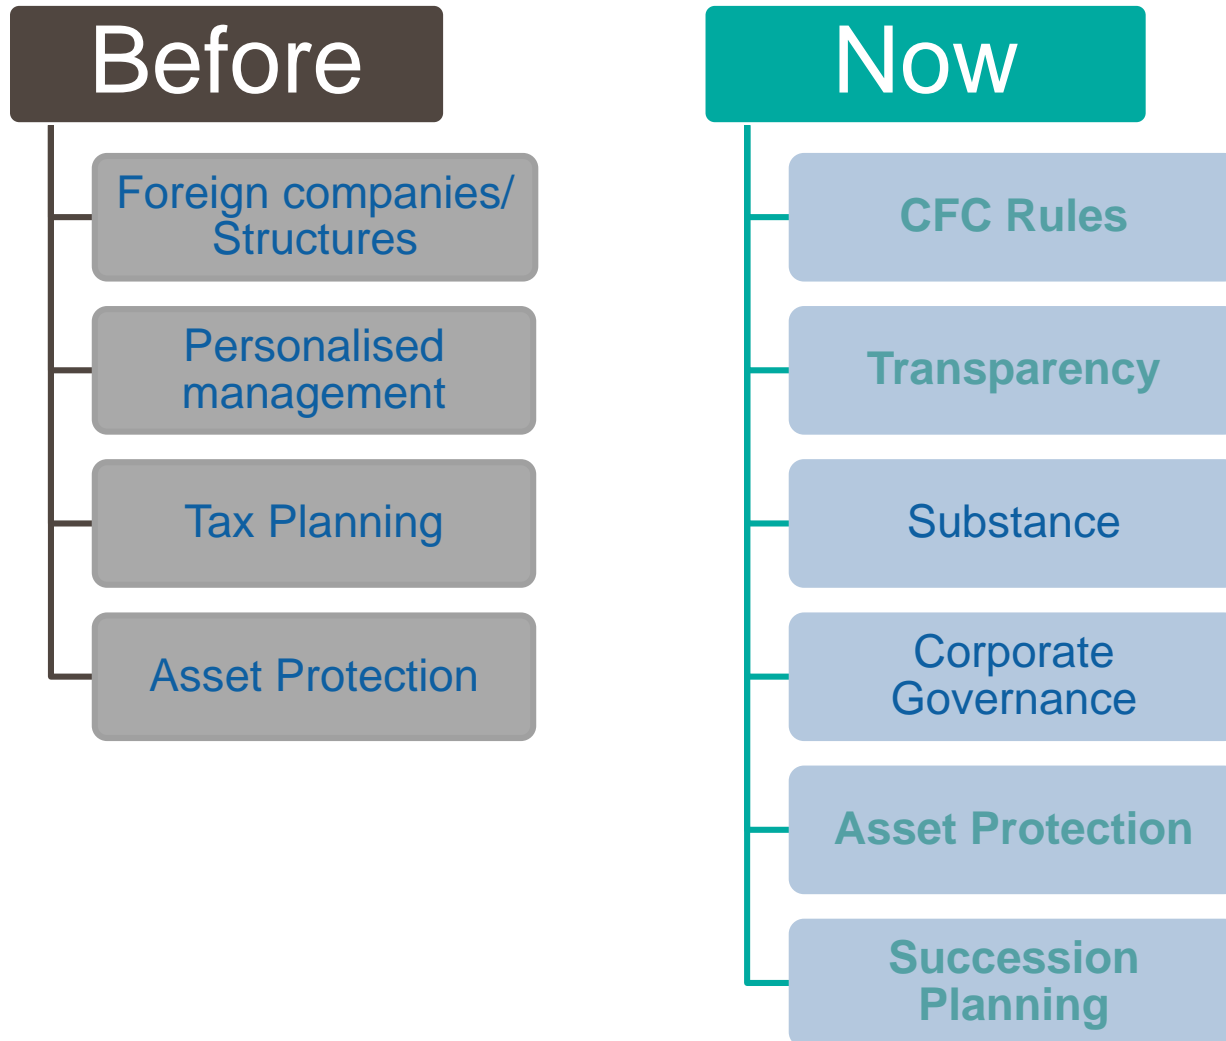 Before
Foreign companies/
Structures
Personalised
management
Tax Planning
Asset Protection
Now
CFC Rules
Transparency
Substance
Corporate
Governance
Asset Protection
Succession
Planning